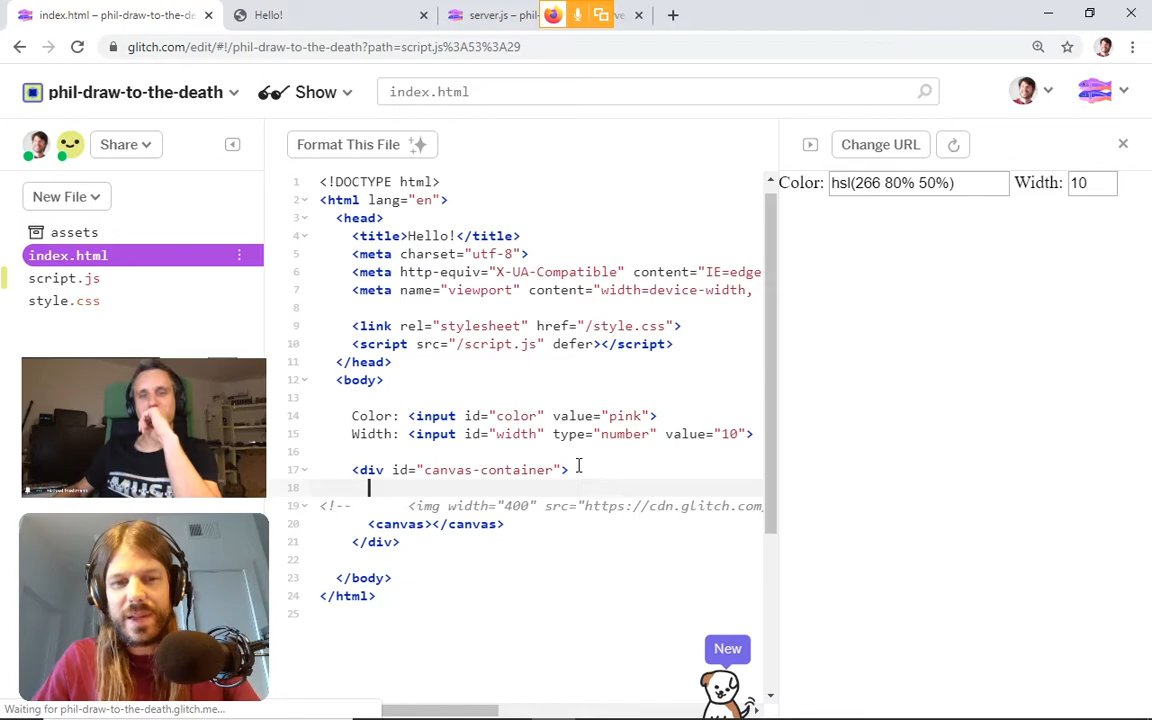 index.html – phil-draw-to-the-de
Hello!
server.js – phil-
ve
glitch.com/edit/#!/phil-draw-to-the-death?path=script.js%3A53%3A29
phil-draw-to-the-death
Show
index.html
Share
Format This File
Change URL
New File
assets
index.html
script.js
style.css
1 <!DOCTYPE html>
2 <html lang="en">
3 <head>
4 <title>Hello!</title>
5 <meta charset="utf-8">
6 <meta http-equiv="X-UA-Compatible" content="IE=edge
7 <meta name="viewport" content="width=device-width,
8
9 <link rel="stylesheet" href="/style.css">
10 <script src="/script.js" defer></script>
11 </head>
12 <body>
13
14 Color: <input id="color" value="pink">
15 Width: <input id="width" type="number" value="10">
16
17 <div id="canvas-container">
18
19 <!-- <img width="400" src="https://cdn.glitch.com
20 <canvas></canvas>
21 </div>
22
23 </body>
24 </html>
25
Color: hsl(266 80% 50%) Width: 10
New
Waiting for phil-draw-to-the-death.glitch.me...